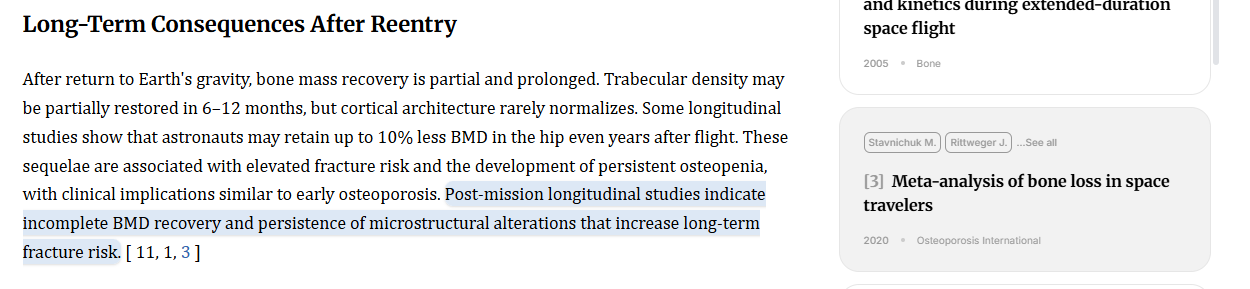 Long-Term Consequences After Reentry
After return to Earth's gravity, bone mass recovery is partial and prolonged. Trabecular density may
be partially restored in 6–12 months, but cortical architecture rarely normalizes. Some longitudinal
studies show that astronauts may retain up to 10% less BMD in the hip even years after flight. These
sequelae are associated with elevated fracture risk and the development of persistent osteopenia,
with clinical implications similar to early osteoporosis. Post-mission longitudinal studies indicate
incomplete BMD recovery and persistence of microstructural alterations that increase long-term
fracture risk. [ 11, 1, 3 ]
and kinetics during extended-duration
space flight
2005 • Bone
Stavnichuk M. Rittweger J. ...See all
[3] Meta-analysis of bone loss in space
travelers
2020 • Osteoporosis International